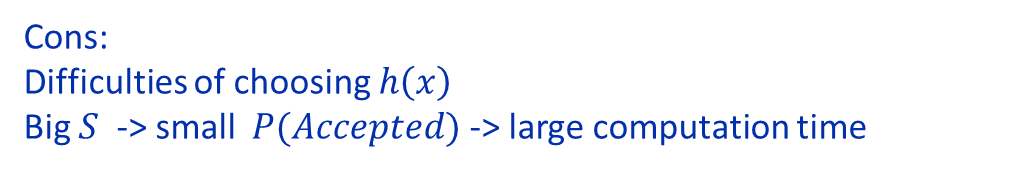 Cons:
Difficulties of choosing h(x)
Big S -> small P(Accepted) -> large computation time